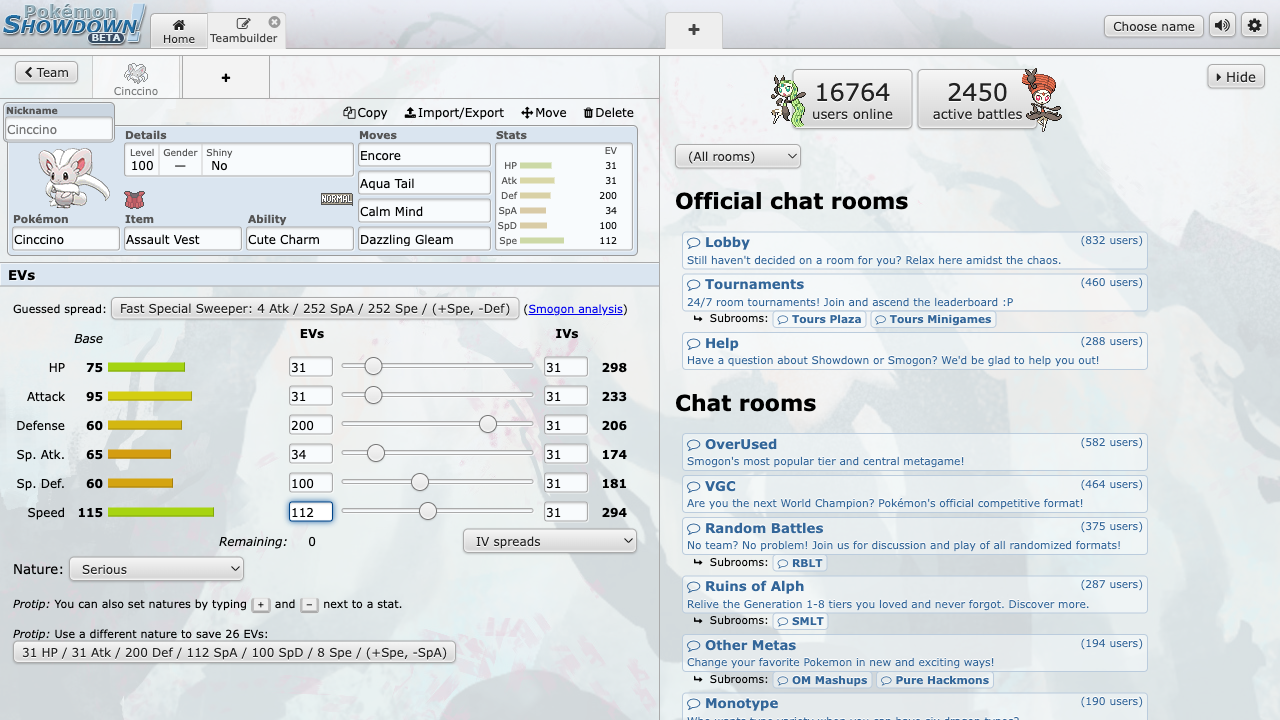 Pokémon
SHOWDOWN!
BETA
Home
Teambuilder
+
Choose name
Team
Cinccino
+
Nickname
Cinccino
Copy
Import/Export
Move
Delete
Details
Level
100
Gender
—
Shiny
No
NORMAL
Pokémon
Cinccino
Item
Assault Vest
Ability
Cute Charm
Moves
Encore
Aqua Tail
Calm Mind
Dazzling Gleam
Stats
EV
HP 31
Atk 31
Def 200
SpA 34
SpD 100
Spe 112
EVs
Guessed spread: Fast Special Sweeper: 4 Atk / 252 SpA / 252 Spe / (+Spe, -Def) (Smogon analysis)
Base EVs IVs
HP 75 31 31 298
Attack 95 31 31 233
Defense 60 200 31 206
Sp. Atk. 65 34 31 174
Sp. Def. 60 100 31 181
Speed 115 112 31 294
Remaining: 0 IV spreads
Nature: Serious
Protip: You can also set natures by typing + and − next to a stat.
Protip: Use a different nature to save 26 EVs:
31 HP / 31 Atk / 200 Def / 112 SpA / 100 SpD / 8 Spe / (+Spe, -SpA)
16764
users online
2450
active battles
Hide
(All rooms)
Official chat rooms
Lobby (832 users)
Still haven't decided on a room for you? Relax here amidst the chaos.
Tournaments (460 users)
24/7 room tournaments! Join and ascend the leaderboard :P
↳ Subrooms: Tours Plaza Tours Minigames
Help (288 users)
Have a question about Showdown or Smogon? We'd be glad to help you out!
Chat rooms
OverUsed (582 users)
Smogon's most popular tier and central metagame!
VGC (464 users)
Are you the next World Champion? Pokémon's official competitive format!
Random Battles (375 users)
No team? No problem! Join us for discussion and play of all randomized formats!
↳ Subrooms: RBLT
Ruins of Alph (287 users)
Relive the Generation 1-8 tiers you loved and never forgot. Discover more.
↳ Subrooms: SMLT
Other Metas (194 users)
Change your favorite Pokemon in new and exciting ways!
↳ Subrooms: OM Mashups Pure Hackmons
Monotype (190 users)